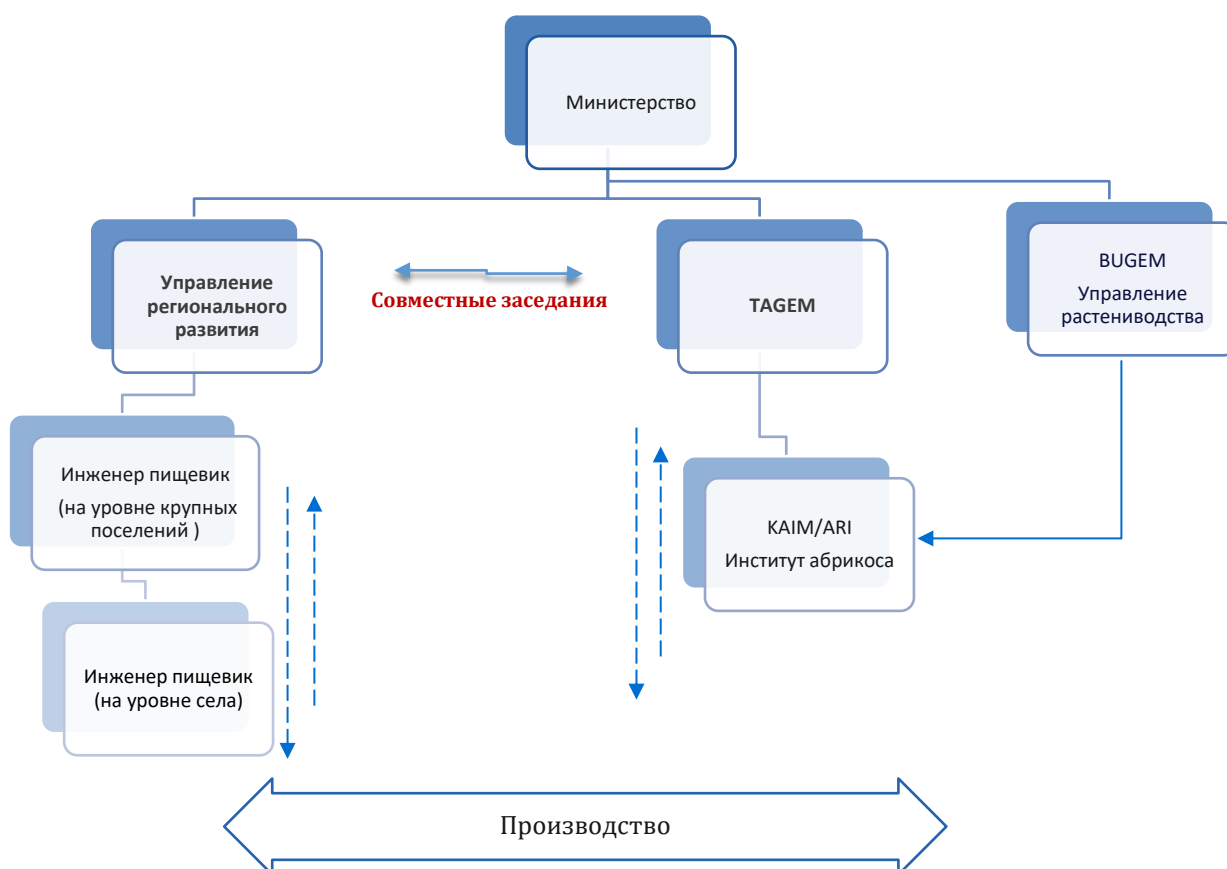 Министерство
Управление
регионального
развития
Совместные заседания
TAGEM
BUGEM
Управление
растениводства
Инженер пищевик
(на уровне крупных
поселений )
KAIM/ARI
Институт абрикоса
Инженер пищевик
(на уровне села)
Производство